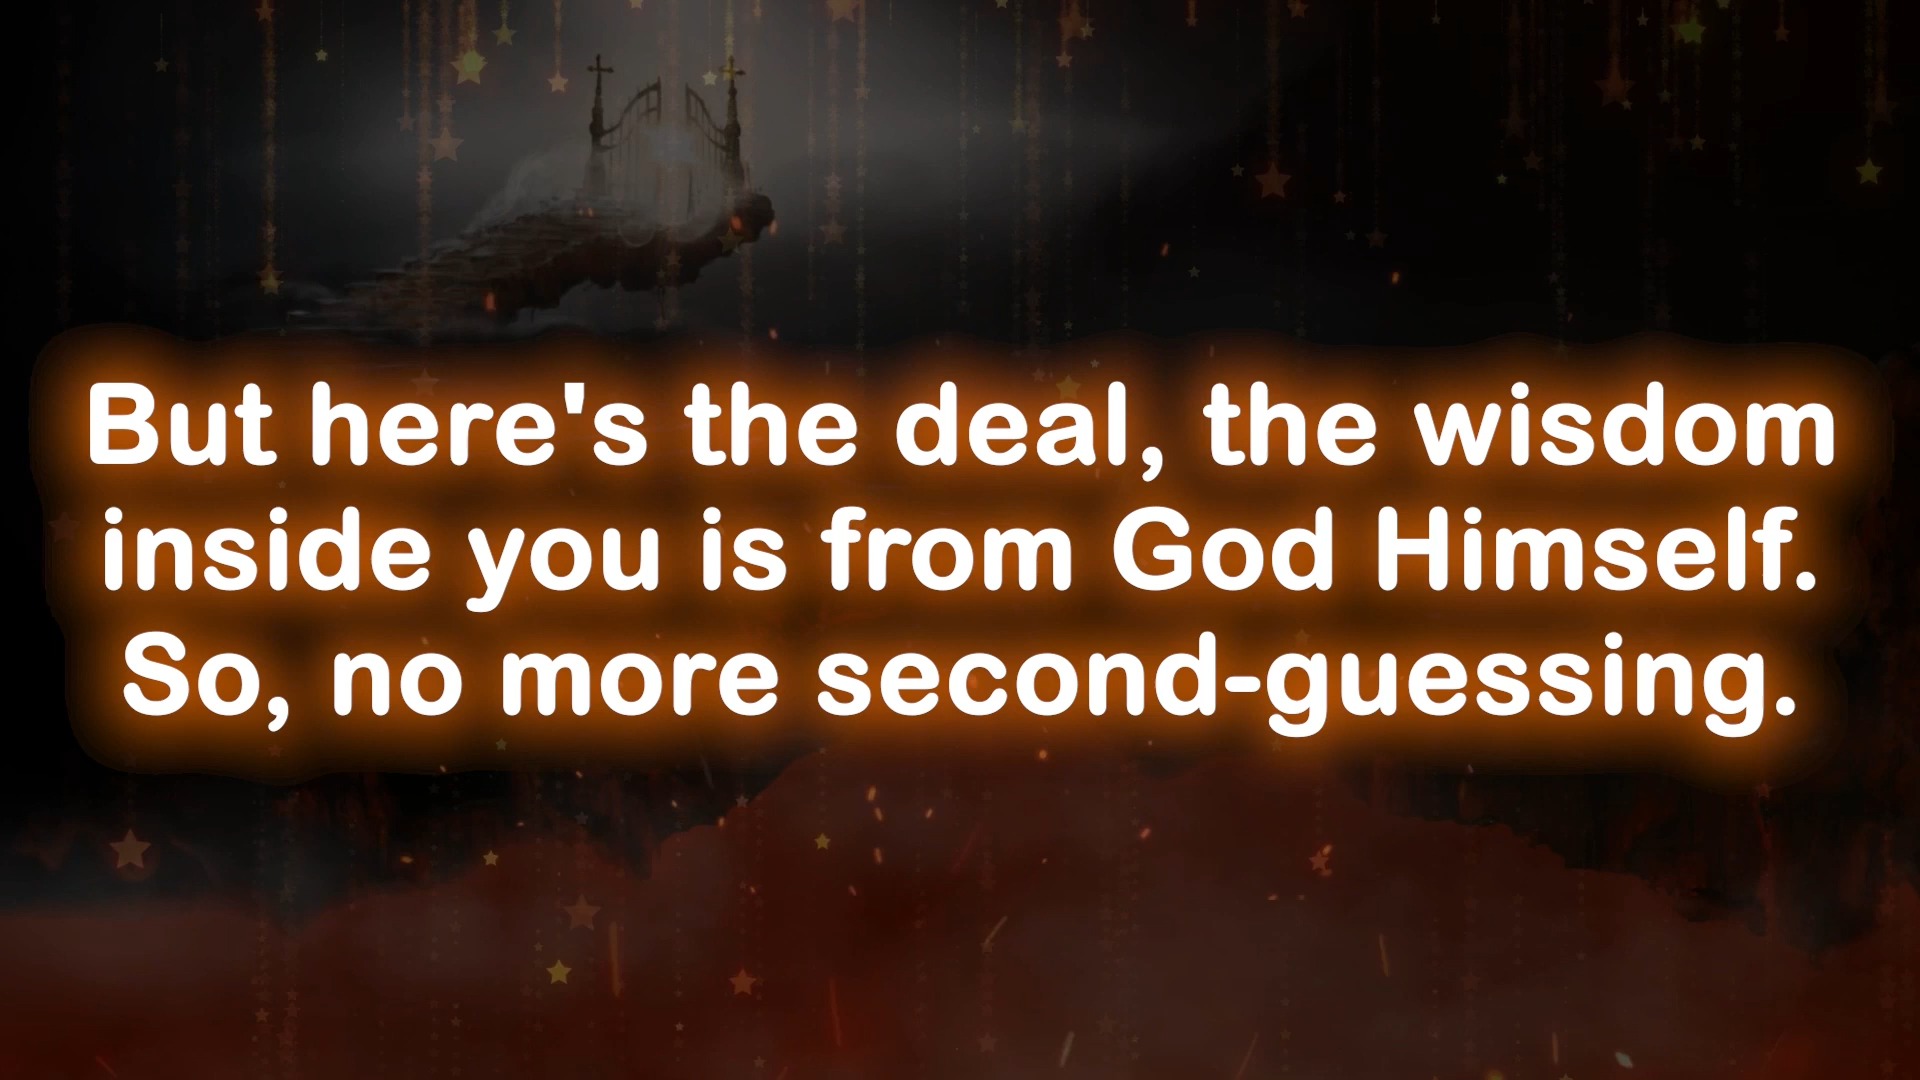 But here's the deal, the wisdom
inside you is from God Himself.
So, no more second-guessing.